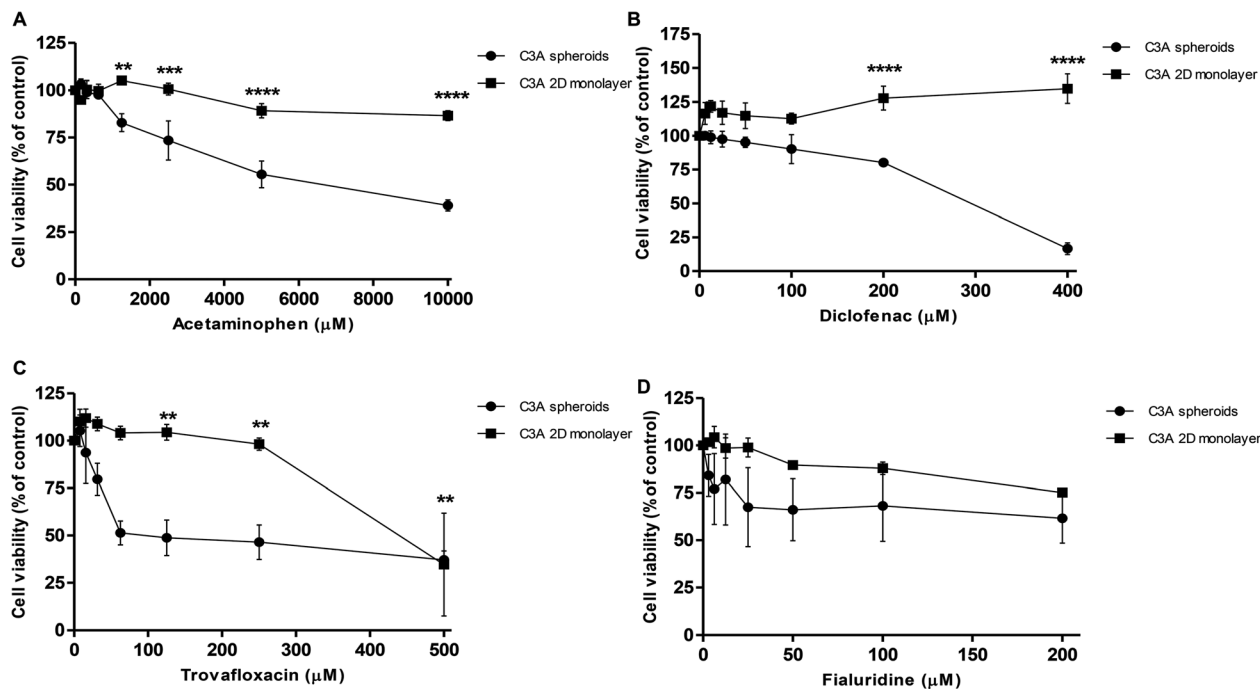 A
Cell viability (% of control)
125
100
75
50
25
0
** *** **** ****
0 2000 4000 6000 8000 10000
Acetaminophen (μM)
C3A spheroids
C3A 2D monolayer
B
Cell viability (% of control)
175
150
125
100
75
50
25
0
**** ****
0 100 200 300 400
Diclofenac (μM)
C3A spheroids
C3A 2D monolayer
C
Cell viability (% of control)
125
100
75
50
25
0
** ** **
0 100 200 300 400 500
Trovafloxacin (μM)
C3A spheroids
C3A 2D monolayer
D
Cell viability (% of control)
125
100
75
50
25
0
0 50 100 150 200
Fialuridine (μM)
C3A spheroids
C3A 2D monolayer